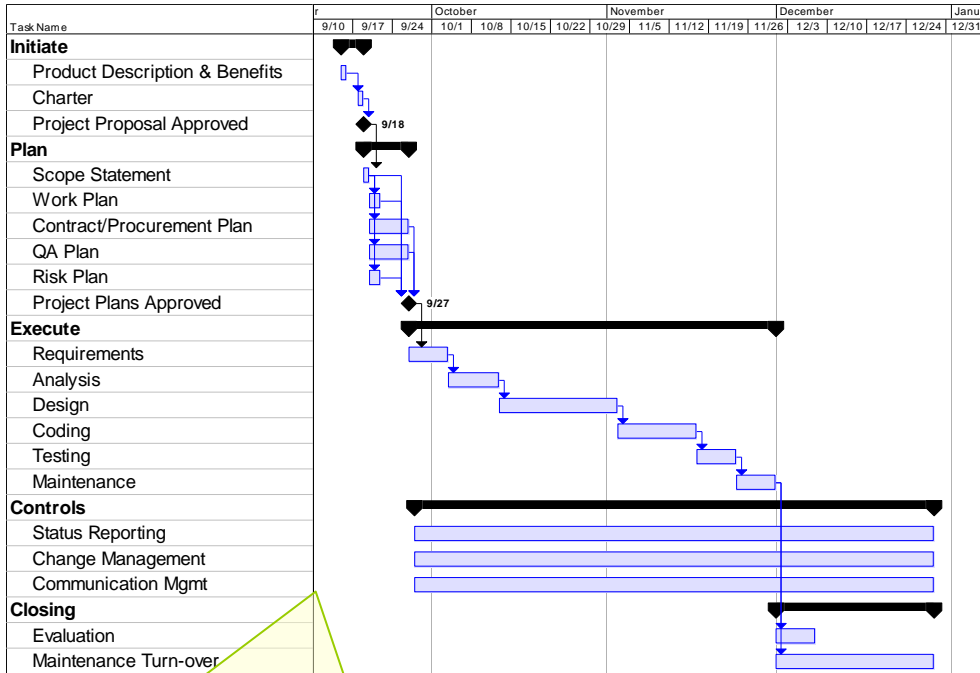 r October November December Janu
Task Name 9/10 9/17 9/24 10/1 10/8 10/15 10/22 10/29 11/5 11/12 11/19 11/26 12/3 12/10 12/17 12/24 12/31
Initiate
Product Description & Benefits
Charter
Project Proposal Approved 9/18
Plan
Scope Statement
Work Plan
Contract/Procurement Plan
QA Plan
Risk Plan
Project Plans Approved 9/27
Execute
Requirements
Analysis
Design
Coding
Testing
Maintenance
Controls
Status Reporting
Change Management
Communication Mgmt
Closing
Evaluation
Maintenance Turn-over